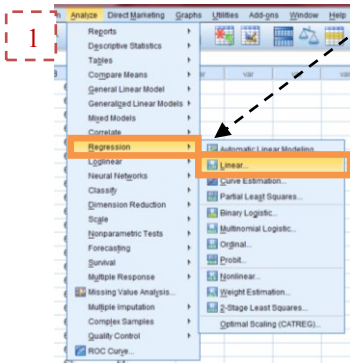 1
Analyze Direct Marketing Graphs Utilities Add-ons Window Help
Reports
Descriptive Statistics
Tables
Compare Means
General Linear Model
Generalized Linear Models
Mixed Models
Correlate
Regression
Loglinear
Neural Networks
Classify
Dimension Reduction
Scale
Nonparametric Tests
Forecasting
Survival
Multiple Response
Missing Value Analysis...
Multiple Imputation
Complex Samples
Quality Control
ROC Curve...
var var var
Automatic Linear Modeling...
Linear...
Curve Estimation...
Partial Least Squares...
Binary Logistic...
Multinomial Logistic...
Ordinal...
Probit...
Nonlinear...
Weight Estimation...
2-Stage Least Squares...
Optimal Scaling (CATREG)...